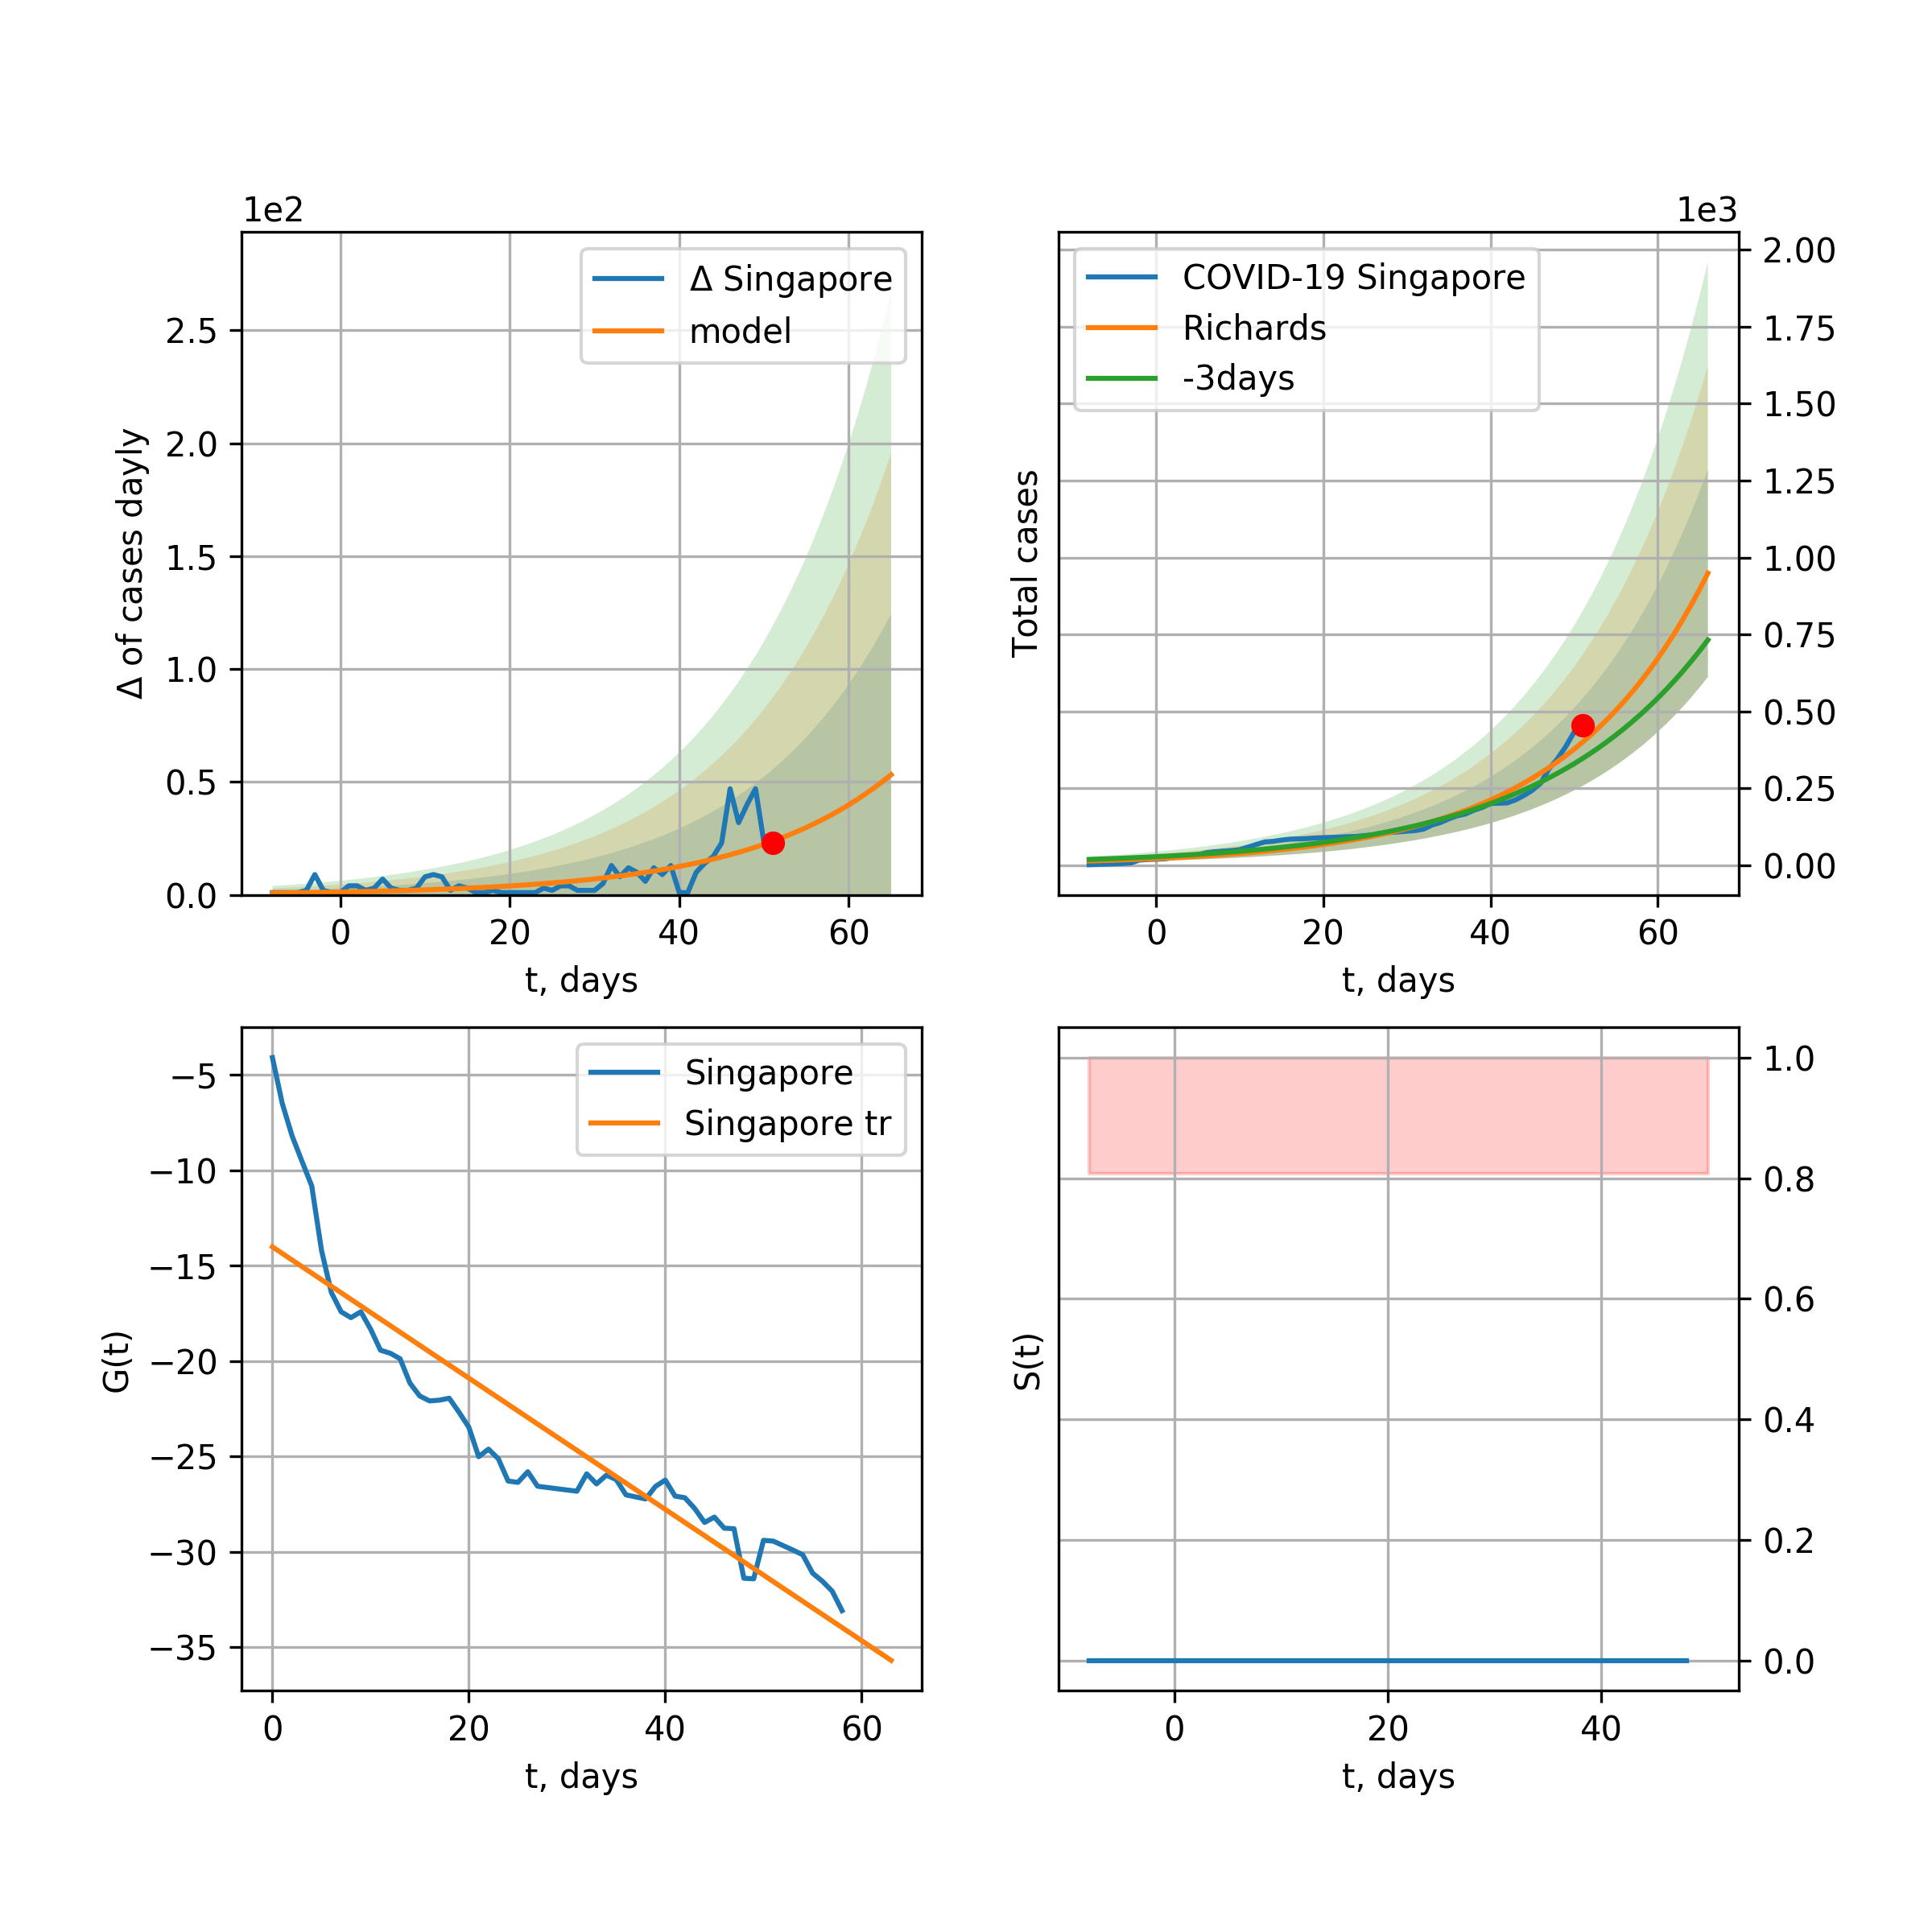 1e2
Δ Singapore
model
2.5
2.0
1.5
1.0
0.5
0.0
Δ of cases dayly
0 20 40 60
t, days
1e3
COVID-19 Singapore
Richards
-3days
2.00
1.75
1.50
1.25
1.00
0.75
0.50
0.25
0.00
Total cases
0 20 40 60
t, days
Singapore
Singapore tr
−5
−10
−15
−20
−25
−30
−35
G(t)
0 20 40 60
t, days
1.0
0.8
0.6
0.4
0.2
0.0
S(t)
0 20 40
t, days